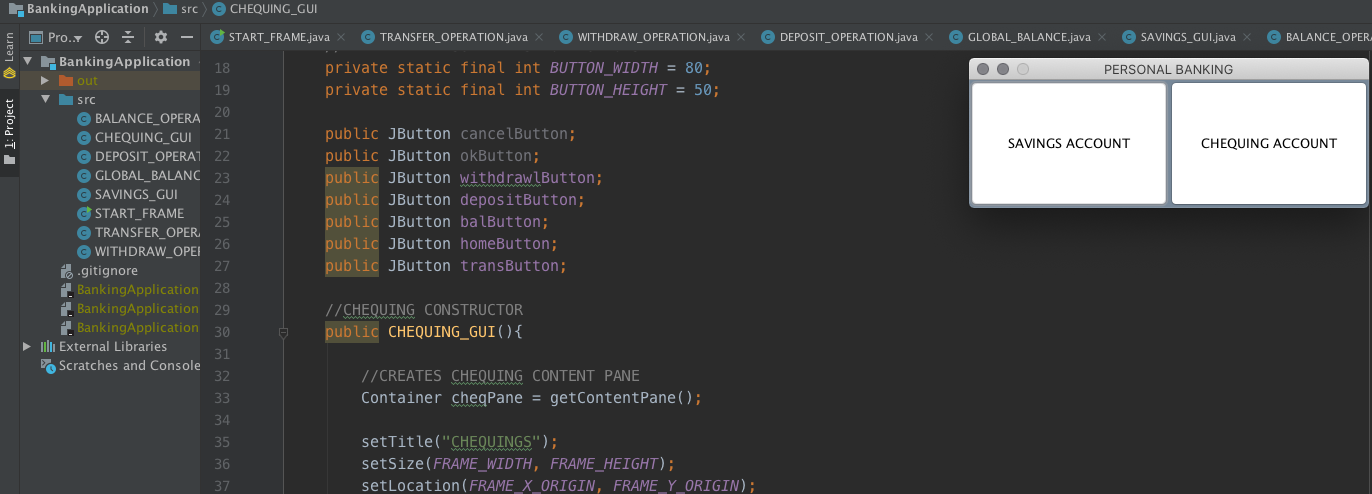 BankingApplication src CHEQUING_GUI
Learn
1: Project
Pro..
START_FRAME.java TRANSFER_OPERATION.java WITHDRAW_OPERATION.java DEPOSIT_OPERATION.java GLOBAL_BALANCE.java SAVINGS_GUI.java BALANCE_OPER
BankingApplication
out
src
BALANCE_OPERA
CHEQUING_GUI
DEPOSIT_OPERAT
GLOBAL_BALANC
SAVINGS_GUI
START_FRAME
TRANSFER_OPERA
WITHDRAW_OPER
.gitignore
BankingApplication
BankingApplication
BankingApplication
External Libraries
Scratches and Console
18 private static final int BUTTON_WIDTH = 80;
19 private static final int BUTTON_HEIGHT = 50;
20
21 public JButton cancelButton;
22 public JButton okButton;
23 public JButton withdrawlButton;
24 public JButton depositButton;
25 public JButton balButton;
26 public JButton homeButton;
27 public JButton transButton;
28
29 //CHEQUING CONSTRUCTOR
30 public CHEQUING_GUI(){
31
32 //CREATES CHEQUING CONTENT PANE
33 Container cheqPane = getContentPane();
34
35 setTitle("CHEQUINGS");
36 setSize(FRAME_WIDTH, FRAME_HEIGHT);
37 setLocation(FRAME_X_ORIGIN, FRAME_Y_ORIGIN);
PERSONAL BANKING
SAVINGS ACCOUNT CHEQUING ACCOUNT